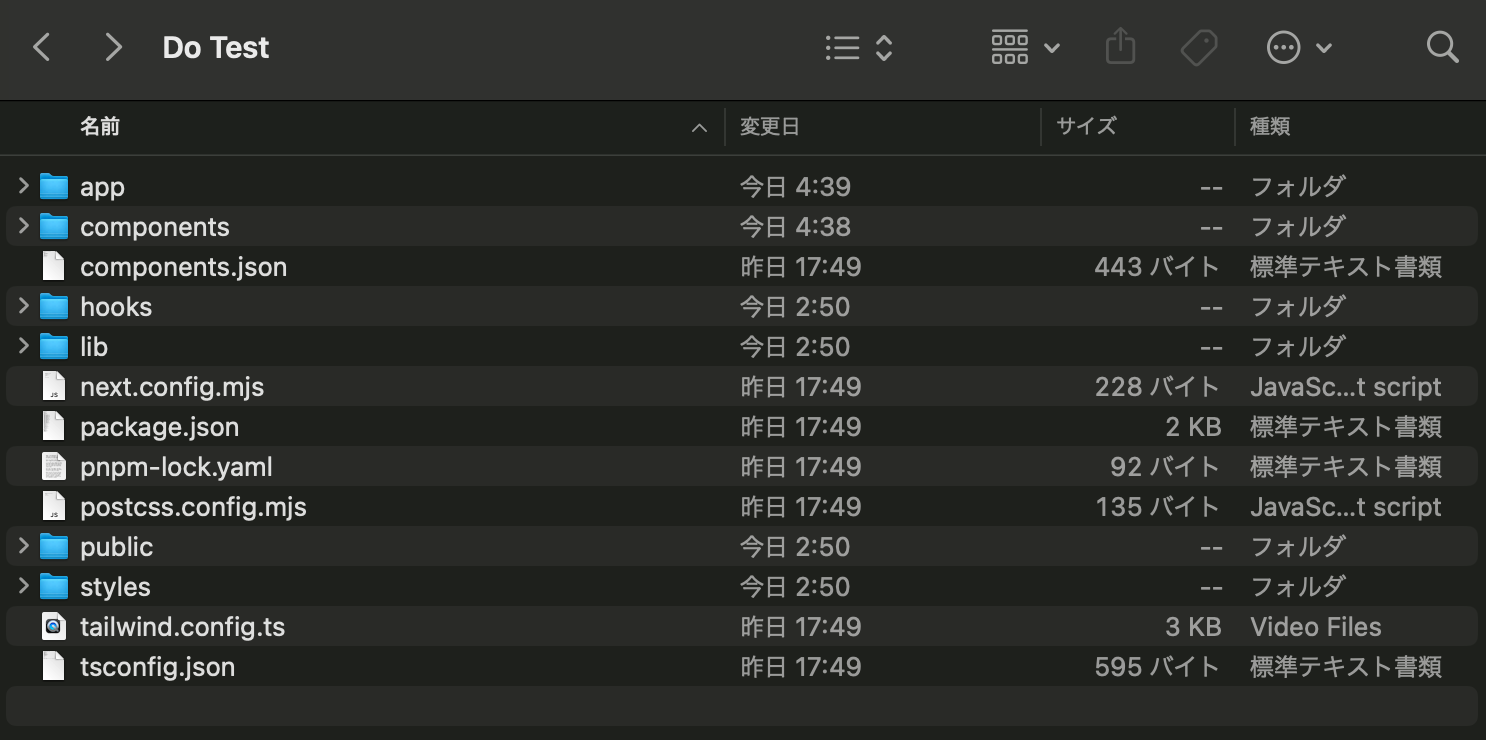 Do Test
名前 変更日 サイズ 種類
app 今日 4:39 -- フォルダ
components 今日 4:38 -- フォルダ
components.json 昨日 17:49 443 バイト 標準テキスト書類
hooks 今日 2:50 -- フォルダ
lib 今日 2:50 -- フォルダ
next.config.mjs 昨日 17:49 228 バイト JavaSc...t script
package.json 昨日 17:49 2 KB 標準テキスト書類
pnpm-lock.yaml 昨日 17:49 92 バイト 標準テキスト書類
postcss.config.mjs 昨日 17:49 135 バイト JavaSc...t script
public 今日 2:50 -- フォルダ
styles 今日 2:50 -- フォルダ
tailwind.config.ts 昨日 17:49 3 KB Video Files
tsconfig.json 昨日 17:49 595 バイト 標準テキスト書類